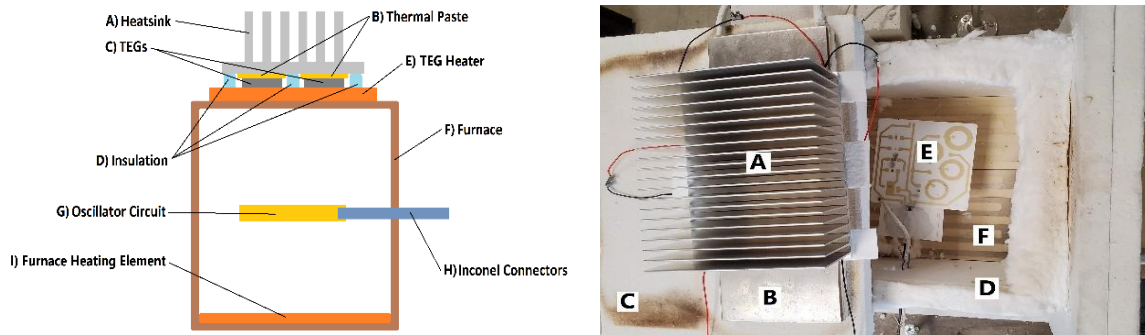 A) Heatsink
B) Thermal Paste
C) TEGs
E) TEG Heater
F) Furnace
D) Insulation
G) Oscillator Circuit
H) Inconel Connectors
I) Furnace Heating Element
A
B
C
D
E
F